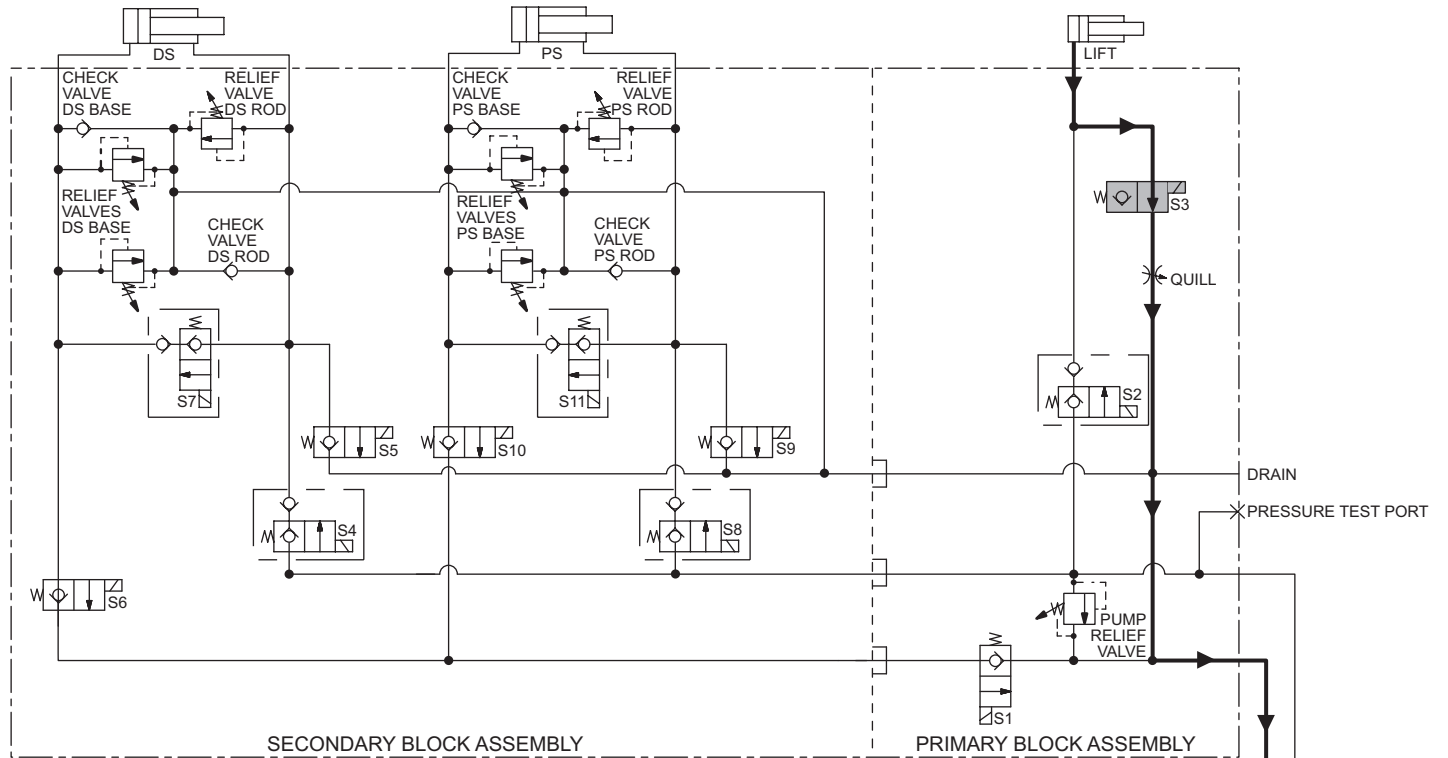 DS
PS
LIFT
CHECK
VALVE
DS BASE
RELIEF
VALVE
DS ROD
CHECK
VALVE
PS BASE
RELIEF
VALVE
PS ROD
RELIEF
VALVES
DS BASE
CHECK
VALVE
DS ROD
RELIEF
VALVES
PS BASE
CHECK
VALVE
PS ROD
S3
QUILL
S7
S11
S2
S5
S10
S9
DRAIN
PRESSURE TEST PORT
S4
S8
S6
PUMP
RELIEF
VALVE
S1
SECONDARY BLOCK ASSEMBLY
PRIMARY BLOCK ASSEMBLY